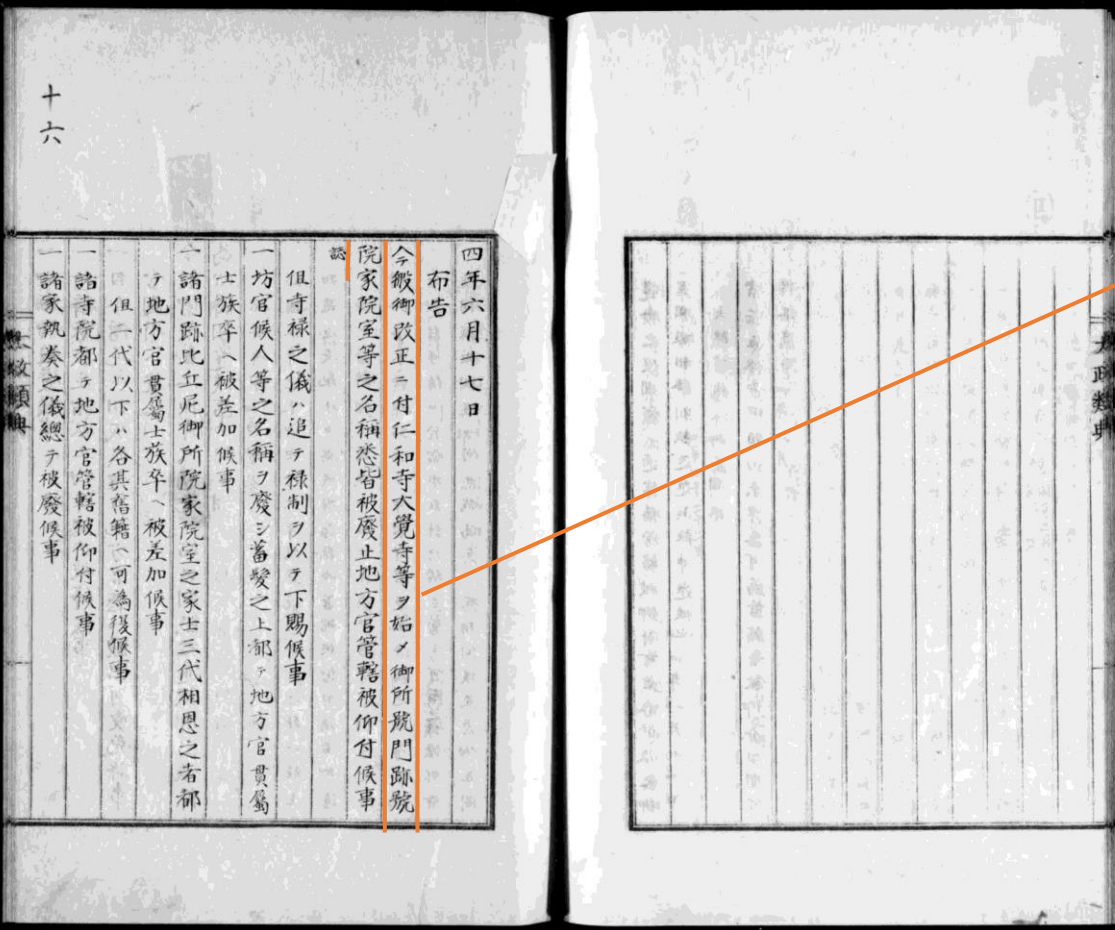 太政類典
四年六月十七日
布告
今般御改正ニ付仁和寺大覺寺等ヲ始メ御所號門跡號
院家院室等之名稱悉皆被廢止地方官管轄被仰付候事
但寺祿之儀ハ追テ祿制ヲ以テ下賜候事
一坊官候人等之名稱ヲ廢シ蓄髮之上都テ地方官貫屬
士族卒ヘ被差加候事
一諸門跡比丘尼御所院家院室之家士三代相恩之者都
テ地方官貫屬士族卒ヘ被差加候事
但二代以下ハ各其舊籍ヘ可為復候事
一諸寺院都テ地方官管轄被仰付候事
一諸家執奏之儀總テ被廢候事
十六